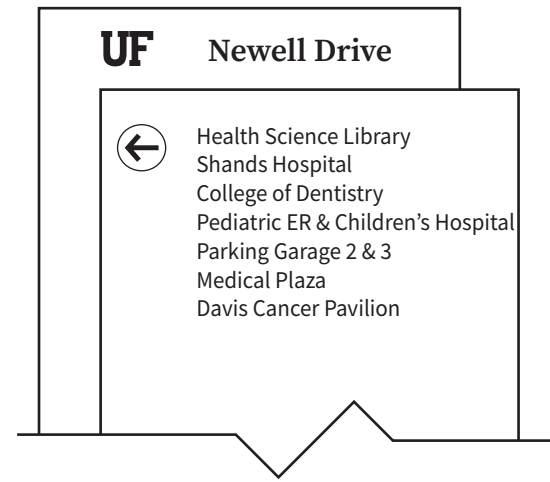 UF Newell Drive
Health Science Library
Shands Hospital
College of Dentistry
Pediatric ER & Children’s Hospital
Parking Garage 2 & 3
Medical Plaza
Davis Cancer Pavilion